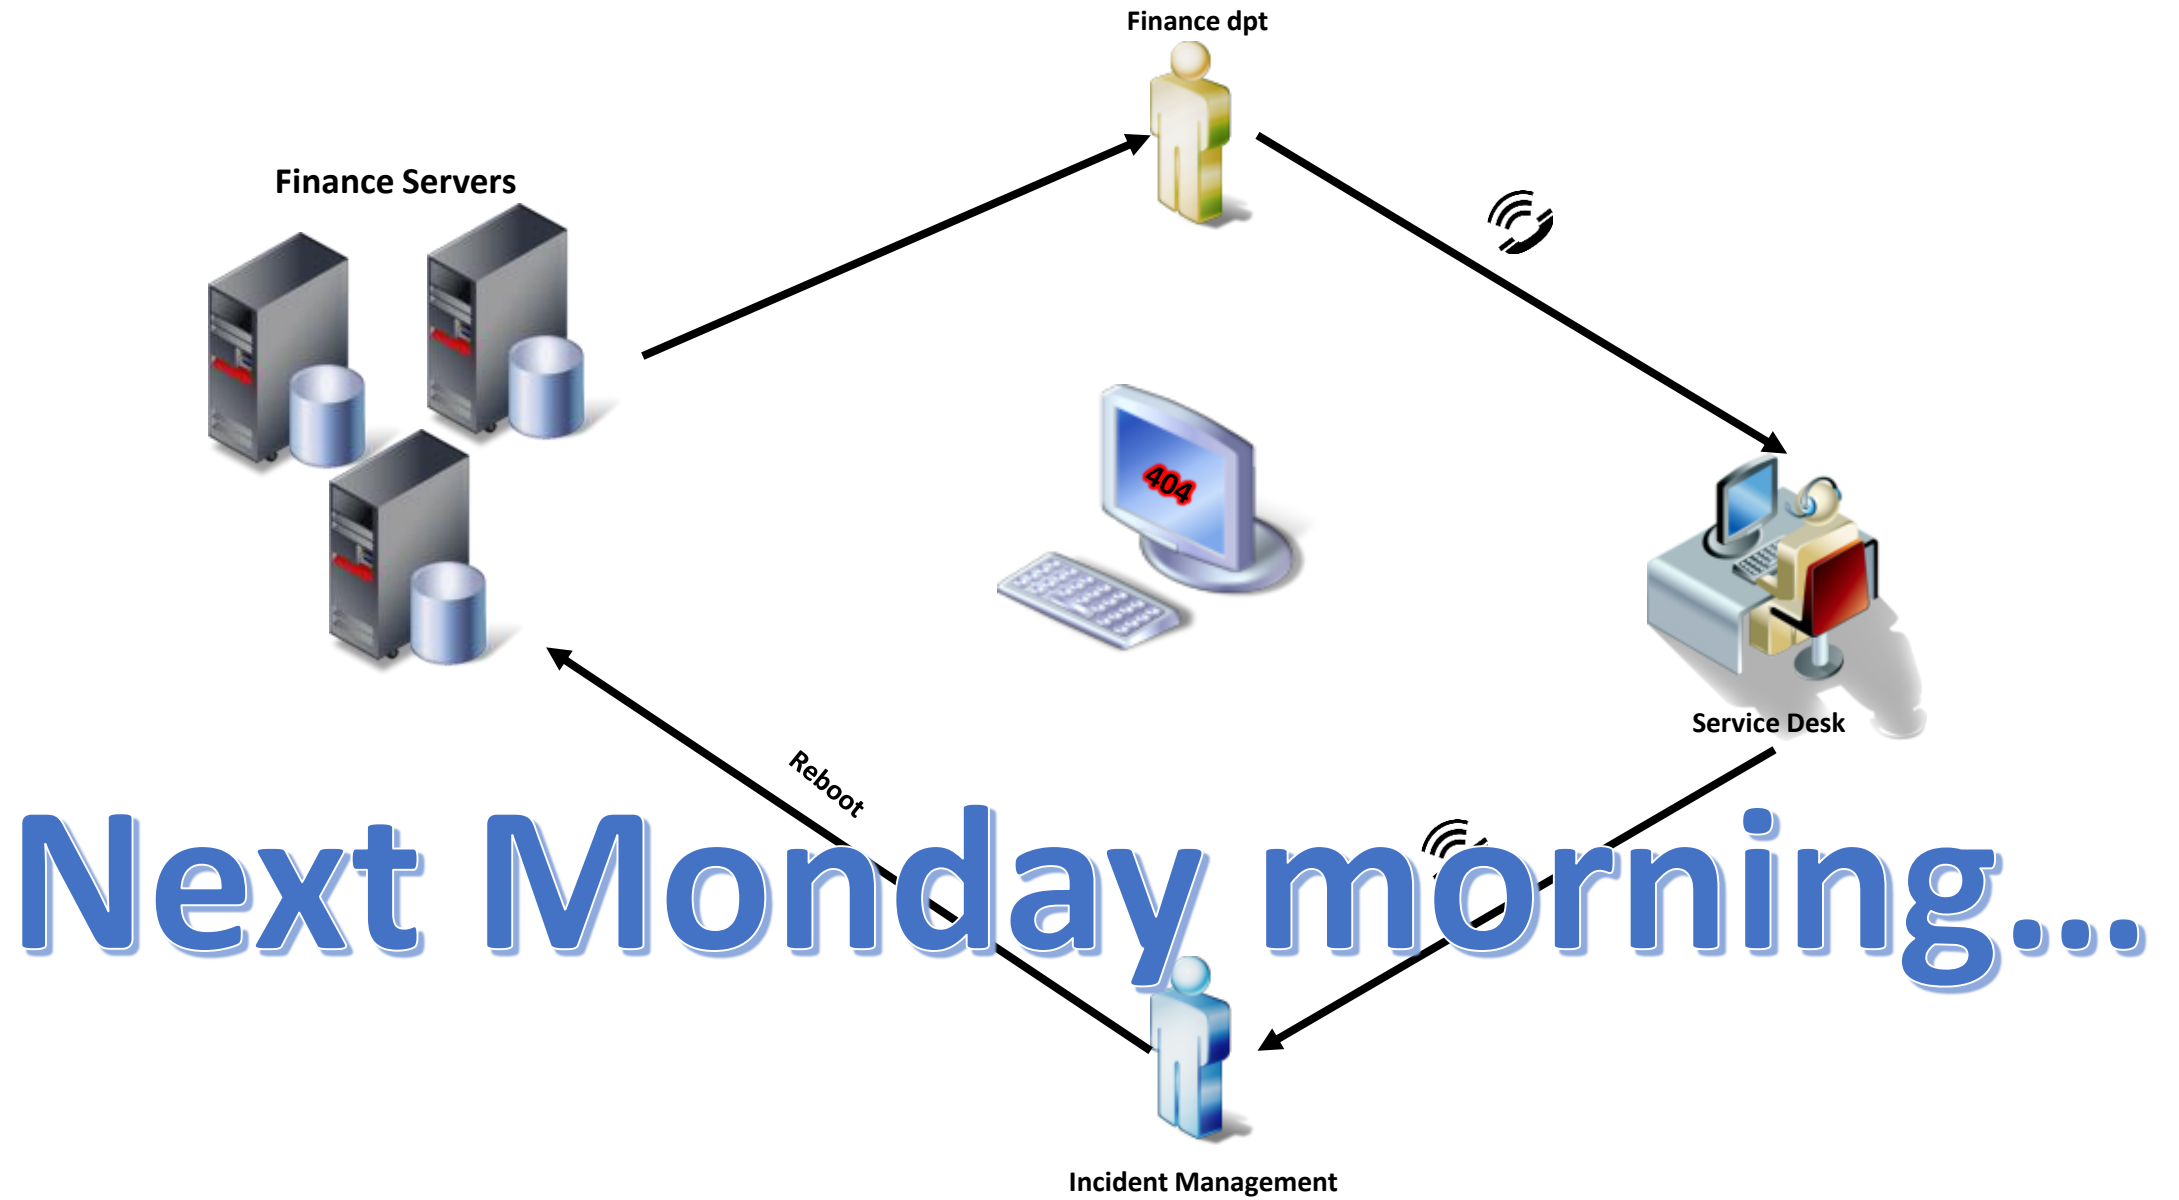 Finance dpt
Finance Servers
404
Service Desk
Reboot
Next Monday morning...
Incident Management